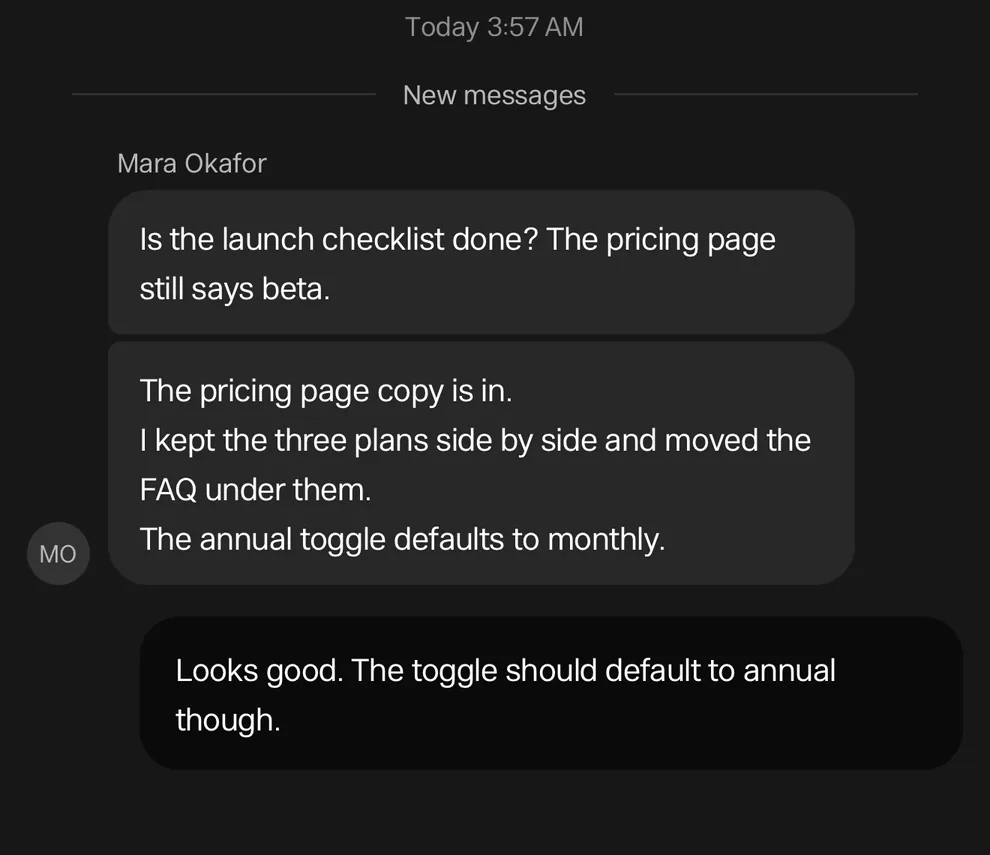 Today 3:57 AM
New messages
Mara Okafor
Is the launch checklist done? The pricing page
still says beta.
The pricing page copy is in.
I kept the three plans side by side and moved the
FAQ under them.
The annual toggle defaults to monthly.
MO
Looks good. The toggle should default to annual
though.